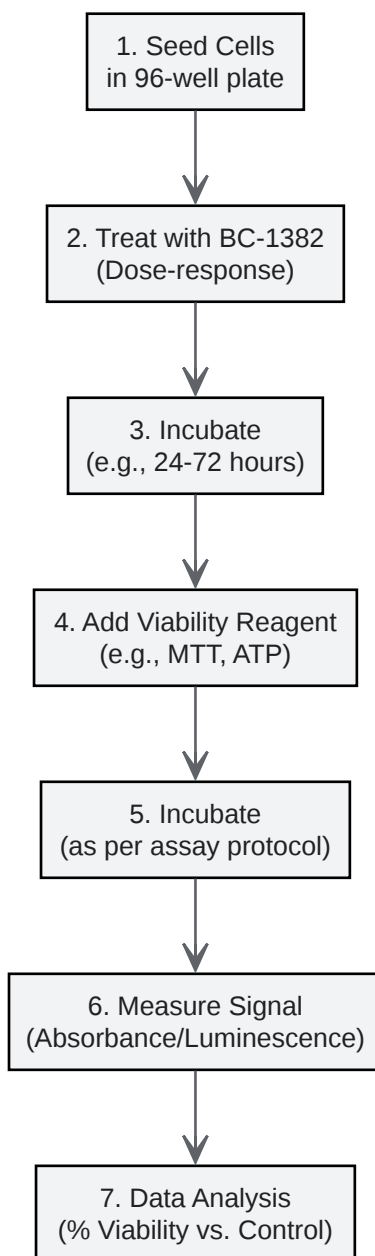 1. Seed Cells
in 96-well plate
2. Treat with BC-1382
(Dose-response)
3. Incubate
(e.g., 24-72 hours)
4. Add Viability Reagent
(e.g., MTT, ATP)
5. Incubate
(as per assay protocol)
6. Measure Signal
(Absorbance/Luminescence)
7. Data Analysis
(% Viability vs. Control)